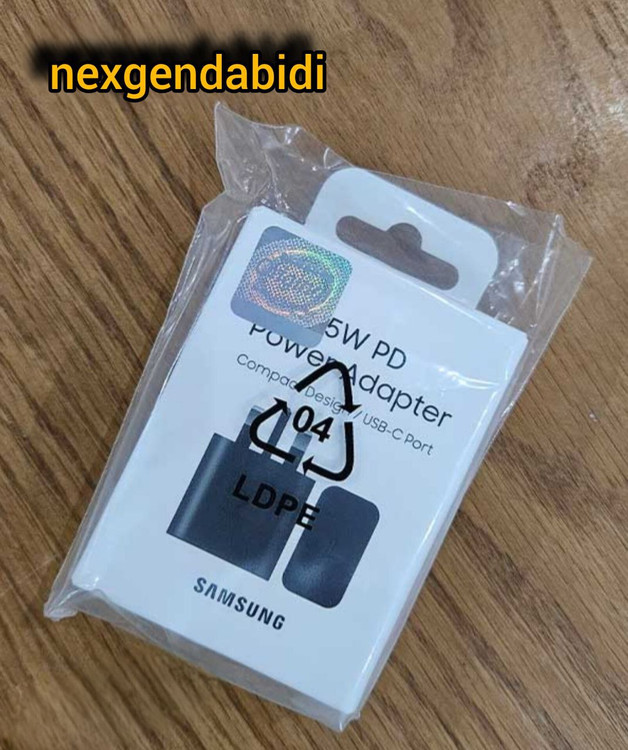 nexgendabidi
5W PD
Power Adapter
Compact Design / USB-C Port
04
LDPE
SAMSUNG